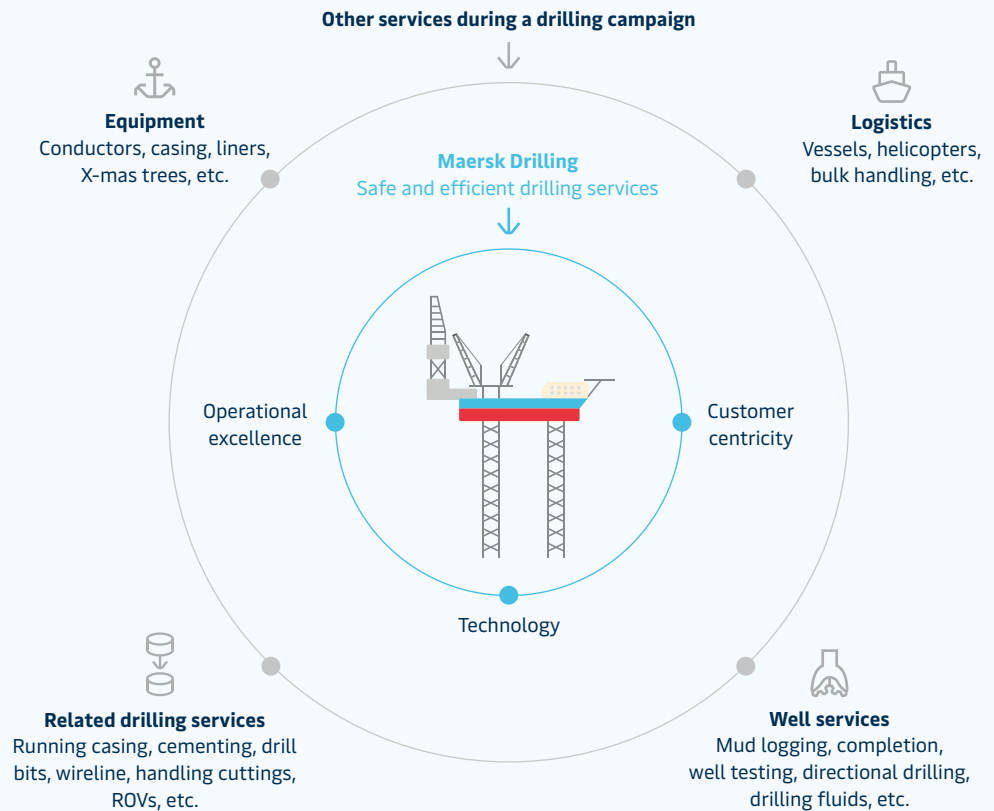 Other services during a drilling campaign
Equipment
Conductors, casing, liners,
X-mas trees, etc.
Logistics
Vessels, helicopters,
bulk handling, etc.
Maersk Drilling
Safe and efficient drilling services
Operational
excellence
Customer
centricity
Technology
Related drilling services
Running casing, cementing, drill
bits, wireline, handling cuttings,
ROVs, etc.
Well services
Mud logging, completion,
well testing, directional drilling,
drilling fluids, etc.